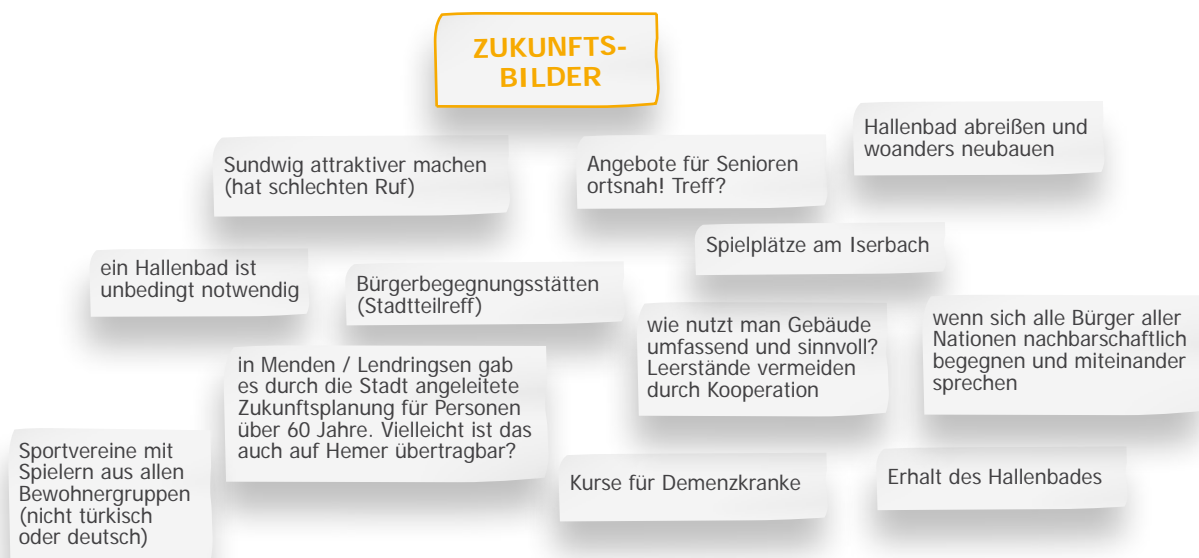 ZUKUNFTS-
BILDER
Hallenbad abreißen und
woanders neubauen
Sundwig attraktiver machen
(hat schlechten Ruf)
Angebote für Senioren
ortsnah! Treff?
Spielplätze am Iserbach
ein Hallenbad ist
unbedingt notwendig
Bürgerbegegnungsstätten
(Stadtteilreff)
wie nutzt man Gebäude
umfassend und sinnvoll?
Leerstände vermeiden
durch Kooperation
wenn sich alle Bürger aller
Nationen nachbarschaftlich
begegnen und miteinander
sprechen
in Menden / Lendringsen gab
es durch die Stadt angeleitete
Zukunftsplanung für Personen
über 60 Jahre. Vielleicht ist das
auch auf Hemer übertragbar?
Sportvereine mit
Spielern aus allen
Bewohnergruppen
(nicht türkisch
oder deutsch)
Kurse für Demenzkranke
Erhalt des Hallenbades